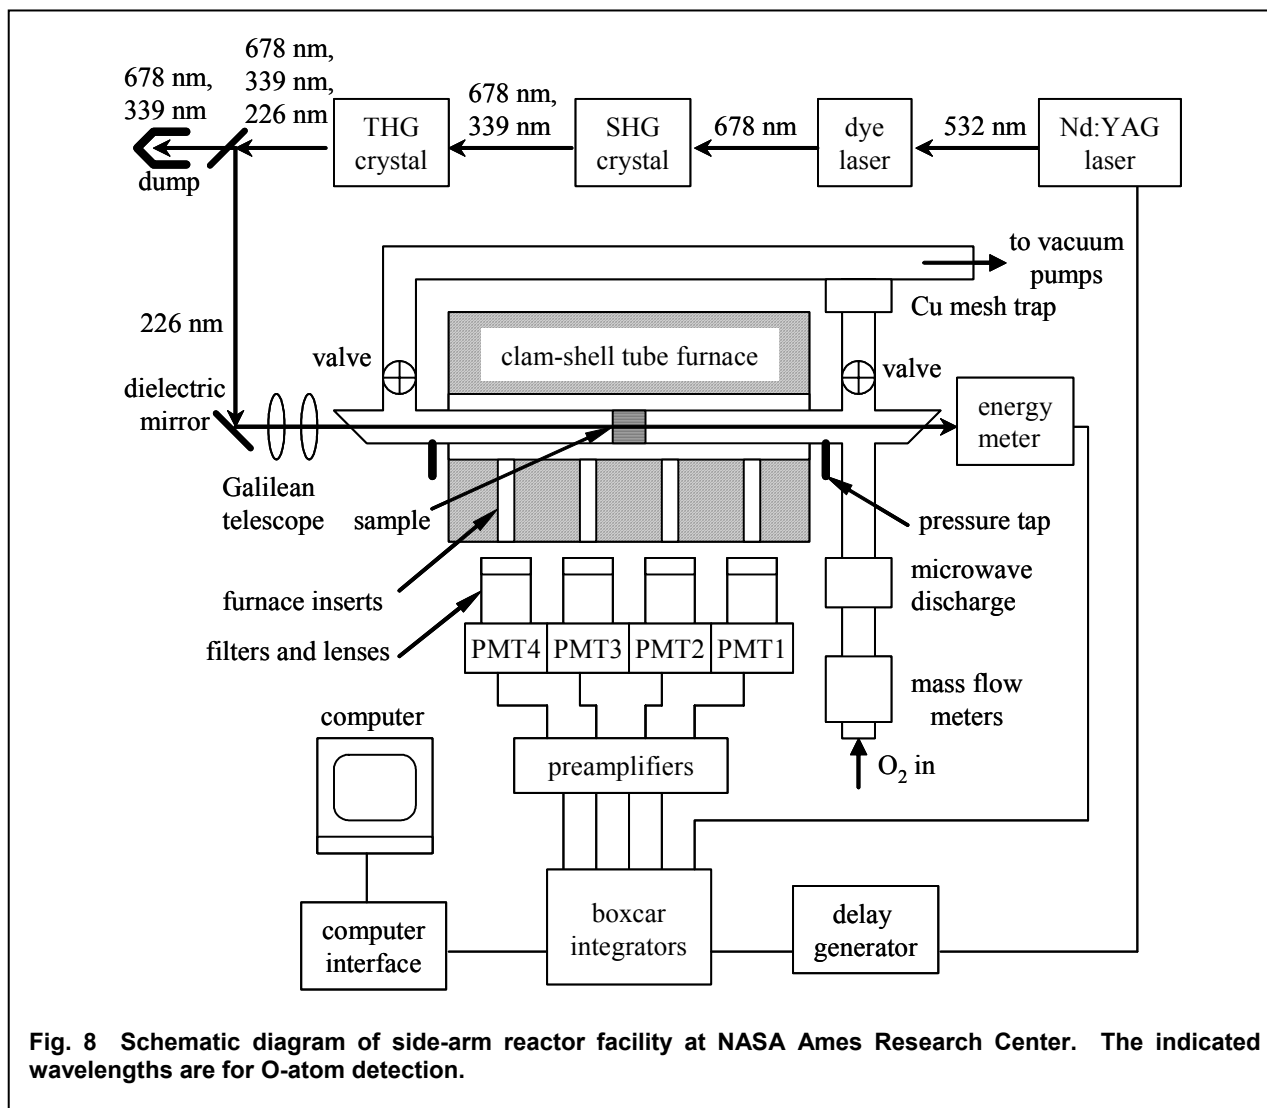 678 nm,
339 nm
678 nm,
339 nm,
226 nm
THG
crystal
678 nm,
339 nm
SHG
crystal
678 nm
dye
laser
532 nm
Nd:YAG
laser
dump
to vacuum
pumps
Cu mesh trap
226 nm
valve
clam-shell tube furnace
valve
dielectric
mirror
energy
meter
Galilean
telescope
sample
pressure tap
furnace inserts
filters and lenses
microwave
discharge
PMT4
PMT3
PMT2
PMT1
mass flow
meters
computer
preamplifiers
O2 in
computer
interface
boxcar
integrators
delay
generator
Fig. 8 Schematic diagram of side-arm reactor facility at NASA Ames Research Center. The indicated
wavelengths are for O-atom detection.